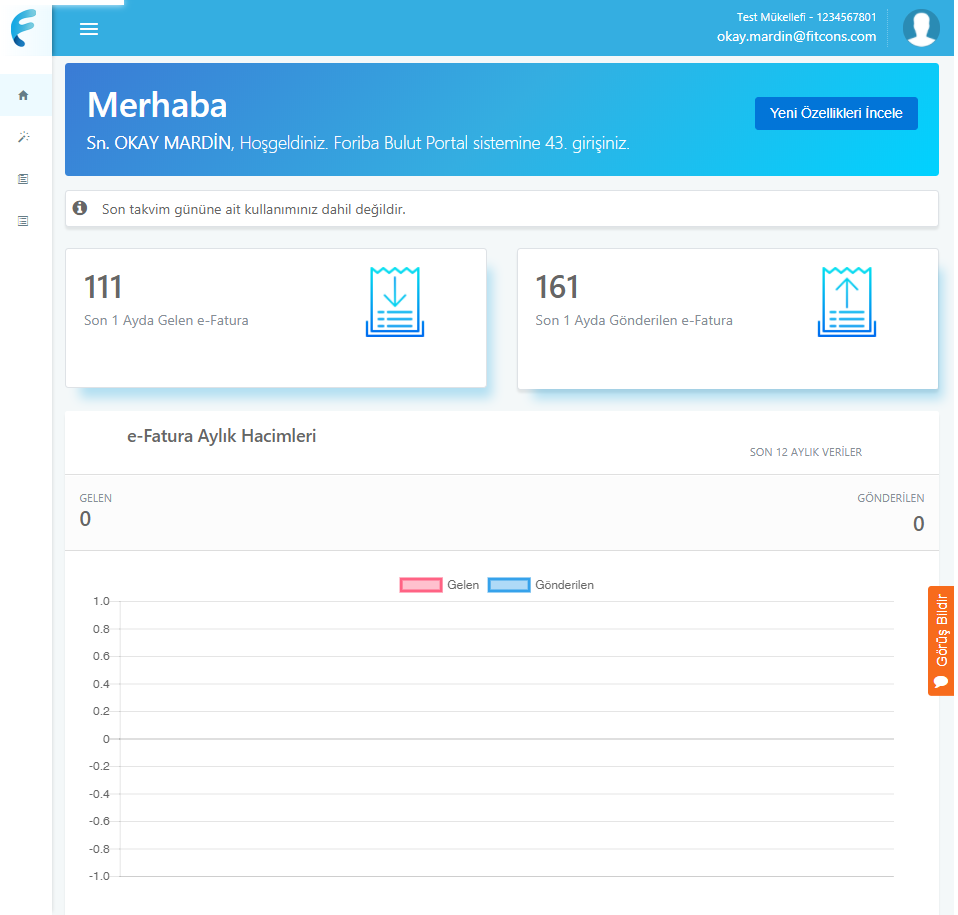 Test Mükellefi - 1234567801
okay.mardin@fitcons.com
Merhaba
Sn. OKAY MARDİN, Hoşgeldiniz. Foriba Bulut Portal sistemine 43. girişiniz.
Yeni Özellikleri İncele
Son takvim gününe ait kullanımınız dahil değildir.
111
Son 1 Ayda Gelen e-Fatura
161
Son 1 Ayda Gönderilen e-Fatura
e-Fatura Aylık Hacimleri
SON 12 AYLIK VERİLER
GELEN
0
GÖNDERİLEN
0
Gelen
Gönderilen
1.0
0.8
0.6
0.4
0.2
0
-0.2
-0.4
-0.6
-0.8
-1.0
Görüş Bildir